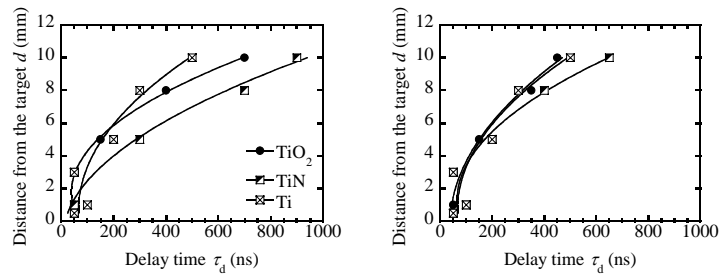 Distance from the target d (mm)
12
10
8
6
4
2
0
0 200 400 600 800 1000
Delay time τd (ns)
TiO2
TiN
Ti
Distance from the target d (mm)
12
10
8
6
4
2
0
0 200 400 600 800 1000
Delay time τd (ns)